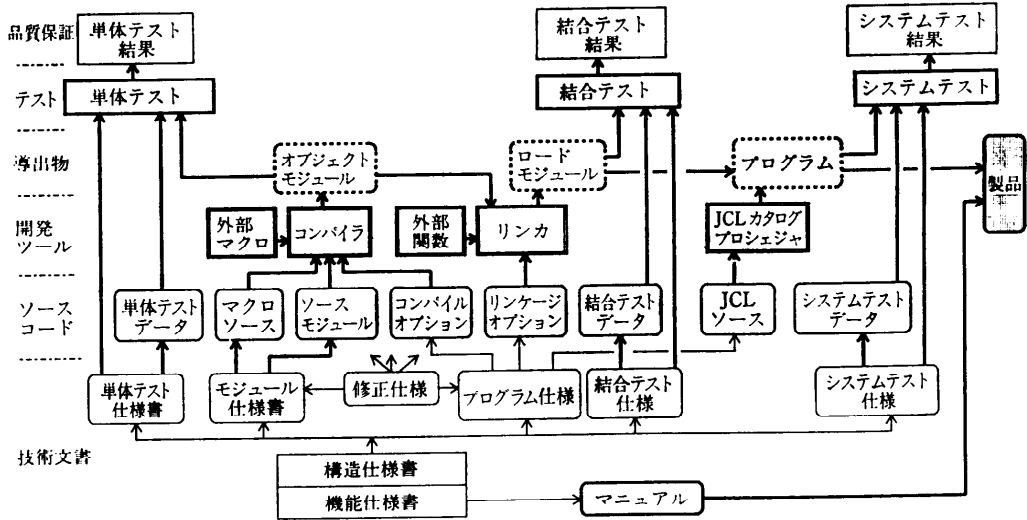 品質保証
単体テスト
結果
結合テスト
結果
システムテスト
結果
テスト
単体テスト
結合テスト
システムテスト
導出物
オブジェクト
モジュール
ロード
モジュール
プログラム
製品
開発
ツール
外部
マクロ
コンパイラ
外部
関数
リンカ
JCLカタログ
プロシェジャ
ソース
コード
単体テスト
データ
マクロ
ソース
ソース
モジュール
コンパイル
オプション
リンケージ
オプション
結合テスト
データ
JCL
ソース
システムテスト
データ
単体テスト
仕様書
モジュール
仕様書
修正仕様
プログラム仕様
結合テスト
仕様
システムテスト
仕様
技術文書
構造仕様書
機能仕様書
マニュアル